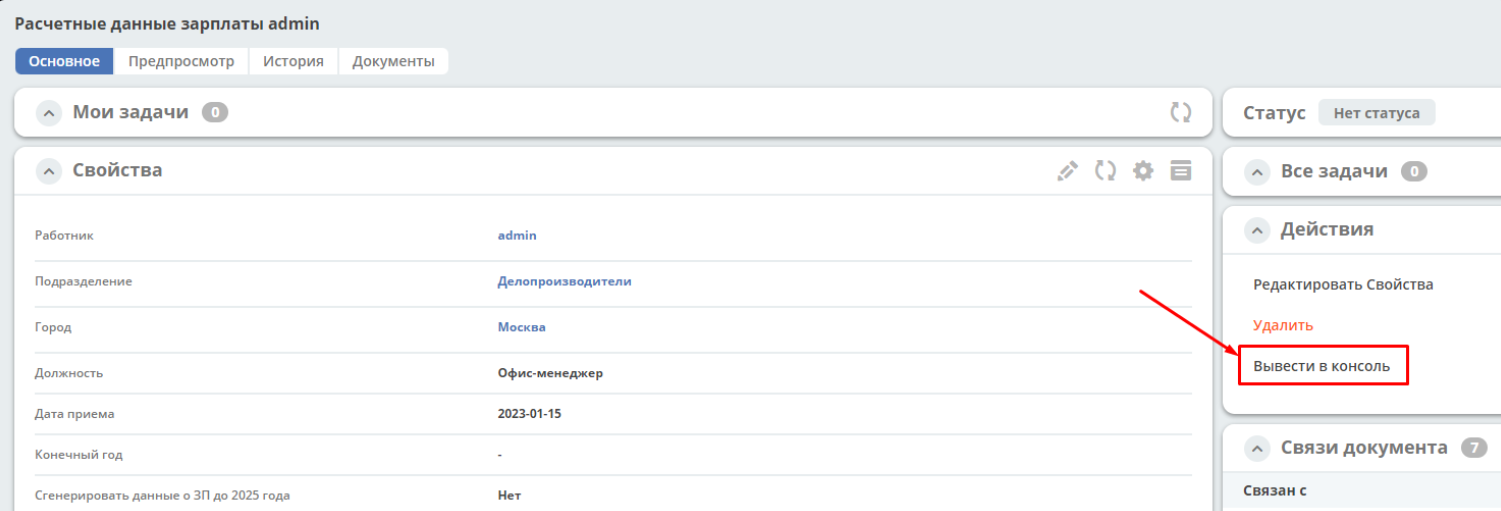 Расчетные данные зарплаты admin
Основное Предпросмотр История Документы
Мои задачи 0
Свойства
Работник admin
Подразделение Делопроизводители
Город Москва
Должность Офис-менеджер
Дата приема 2023-01-15
Конечный год -
Сгенерировать данные о ЗП до 2025 года Нет
Статус Нет статуса
Все задачи 0
Действия
Редактировать Свойства
Удалить
Вывести в консоль
Связи документа 7
Связан с